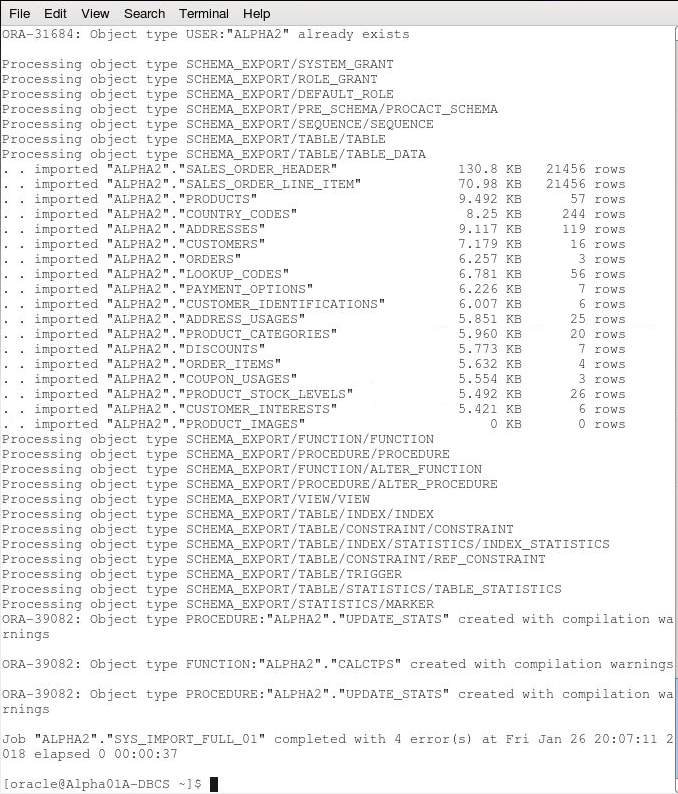 File Edit View Search Terminal Help
ORA-31684: Object type USER:"ALPHA2" already exists
Processing object type SCHEMA_EXPORT/SYSTEM_GRANT
Processing object type SCHEMA_EXPORT/ROLE_GRANT
Processing object type SCHEMA_EXPORT/DEFAULT_ROLE
Processing object type SCHEMA_EXPORT/PRE_SCHEMA/PROCACT_SCHEMA
Processing object type SCHEMA_EXPORT/SEQUENCE/SEQUENCE
Processing object type SCHEMA_EXPORT/TABLE/TABLE
Processing object type SCHEMA_EXPORT/TABLE/TABLE_DATA
. . imported "ALPHA2"."SALES_ORDER_HEADER" 130.8 KB 21456 rows
. . imported "ALPHA2"."SALES_ORDER_LINE_ITEM" 70.98 KB 21456 rows
. . imported "ALPHA2"."PRODUCTS" 9.492 KB 57 rows
. . imported "ALPHA2"."COUNTRY_CODES" 8.25 KB 244 rows
. . imported "ALPHA2"."ADDRESSES" 9.117 KB 119 rows
. . imported "ALPHA2"."CUSTOMERS" 7.179 KB 16 rows
. . imported "ALPHA2"."ORDERS" 6.257 KB 3 rows
. . imported "ALPHA2"."LOOKUP_CODES" 6.781 KB 56 rows
. . imported "ALPHA2"."PAYMENT_OPTIONS" 6.226 KB 7 rows
. . imported "ALPHA2"."CUSTOMER_IDENTIFICATIONS" 6.007 KB 6 rows
. . imported "ALPHA2"."ADDRESS_USAGES" 5.851 KB 25 rows
. . imported "ALPHA2"."PRODUCT_CATEGORIES" 5.960 KB 20 rows
. . imported "ALPHA2"."DISCOUNTS" 5.773 KB 7 rows
. . imported "ALPHA2"."ORDER_ITEMS" 5.632 KB 4 rows
. . imported "ALPHA2"."COUPON_USAGES" 5.554 KB 3 rows
. . imported "ALPHA2"."PRODUCT_STOCK_LEVELS" 5.492 KB 26 rows
. . imported "ALPHA2"."CUSTOMER_INTERESTS" 5.421 KB 6 rows
. . imported "ALPHA2"."PRODUCT_IMAGES" 0 KB 0 rows
Processing object type SCHEMA_EXPORT/FUNCTION/FUNCTION
Processing object type SCHEMA_EXPORT/PROCEDURE/PROCEDURE
Processing object type SCHEMA_EXPORT/FUNCTION/ALTER_FUNCTION
Processing object type SCHEMA_EXPORT/PROCEDURE/ALTER_PROCEDURE
Processing object type SCHEMA_EXPORT/VIEW/VIEW
Processing object type SCHEMA_EXPORT/TABLE/INDEX/INDEX
Processing object type SCHEMA_EXPORT/TABLE/CONSTRAINT/CONSTRAINT
Processing object type SCHEMA_EXPORT/TABLE/INDEX/STATISTICS/INDEX_STATISTICS
Processing object type SCHEMA_EXPORT/TABLE/CONSTRAINT/REF_CONSTRAINT
Processing object type SCHEMA_EXPORT/TABLE/TRIGGER
Processing object type SCHEMA_EXPORT/TABLE/STATISTICS/TABLE_STATISTICS
Processing object type SCHEMA_EXPORT/STATISTICS/MARKER
ORA-39082: Object type PROCEDURE:"ALPHA2"."UPDATE_STATS" created with compilation wa
rnings
ORA-39082: Object type FUNCTION:"ALPHA2"."CALCTPS" created with compilation warnings
ORA-39082: Object type PROCEDURE:"ALPHA2"."UPDATE_STATS" created with compilation wa
rnings
Job "ALPHA2"."SYS_IMPORT_FULL_01" completed with 4 error(s) at Fri Jan 26 20:07:11 2
018 elapsed 0 00:00:37
[oracle@Alpha01A-DBCS ~]$